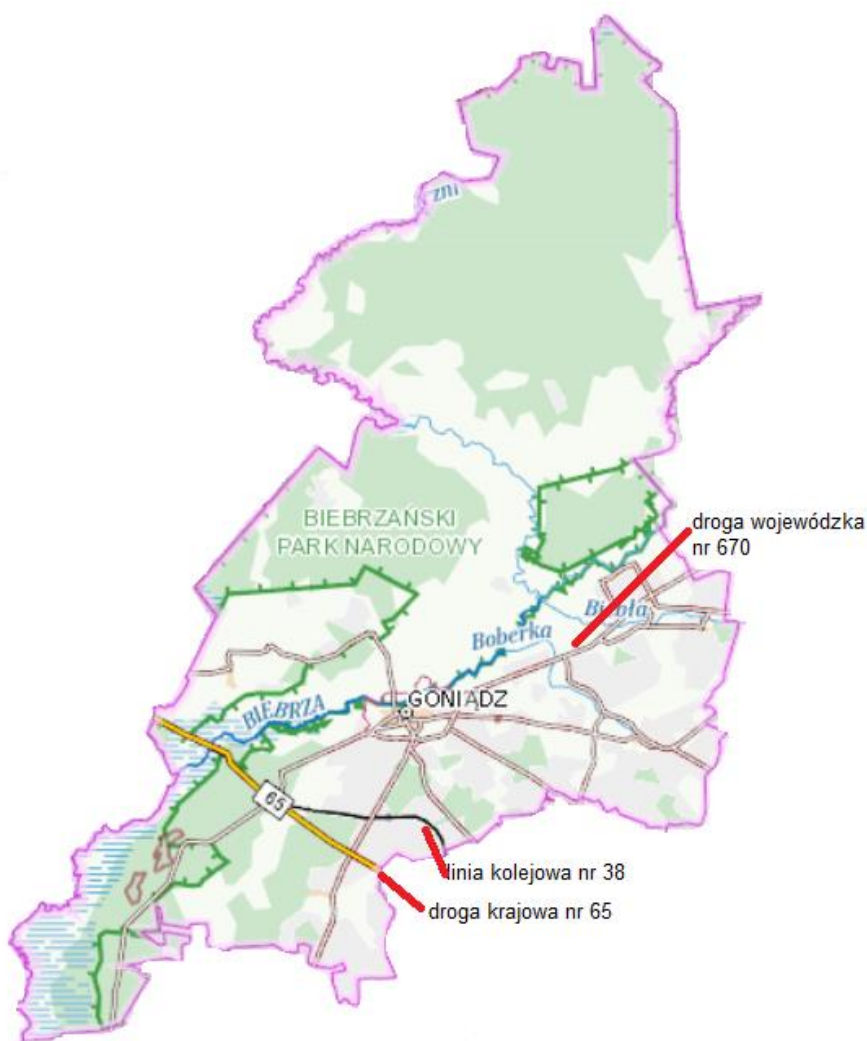 zni
BIEBRZAŃSKI
PARK NARODOWY
droga wojewódzka
nr 670
Biebła
Boberka
GONIĄDZ
BIEBRZA
65
linia kolejowa nr 38
droga krajowa nr 65